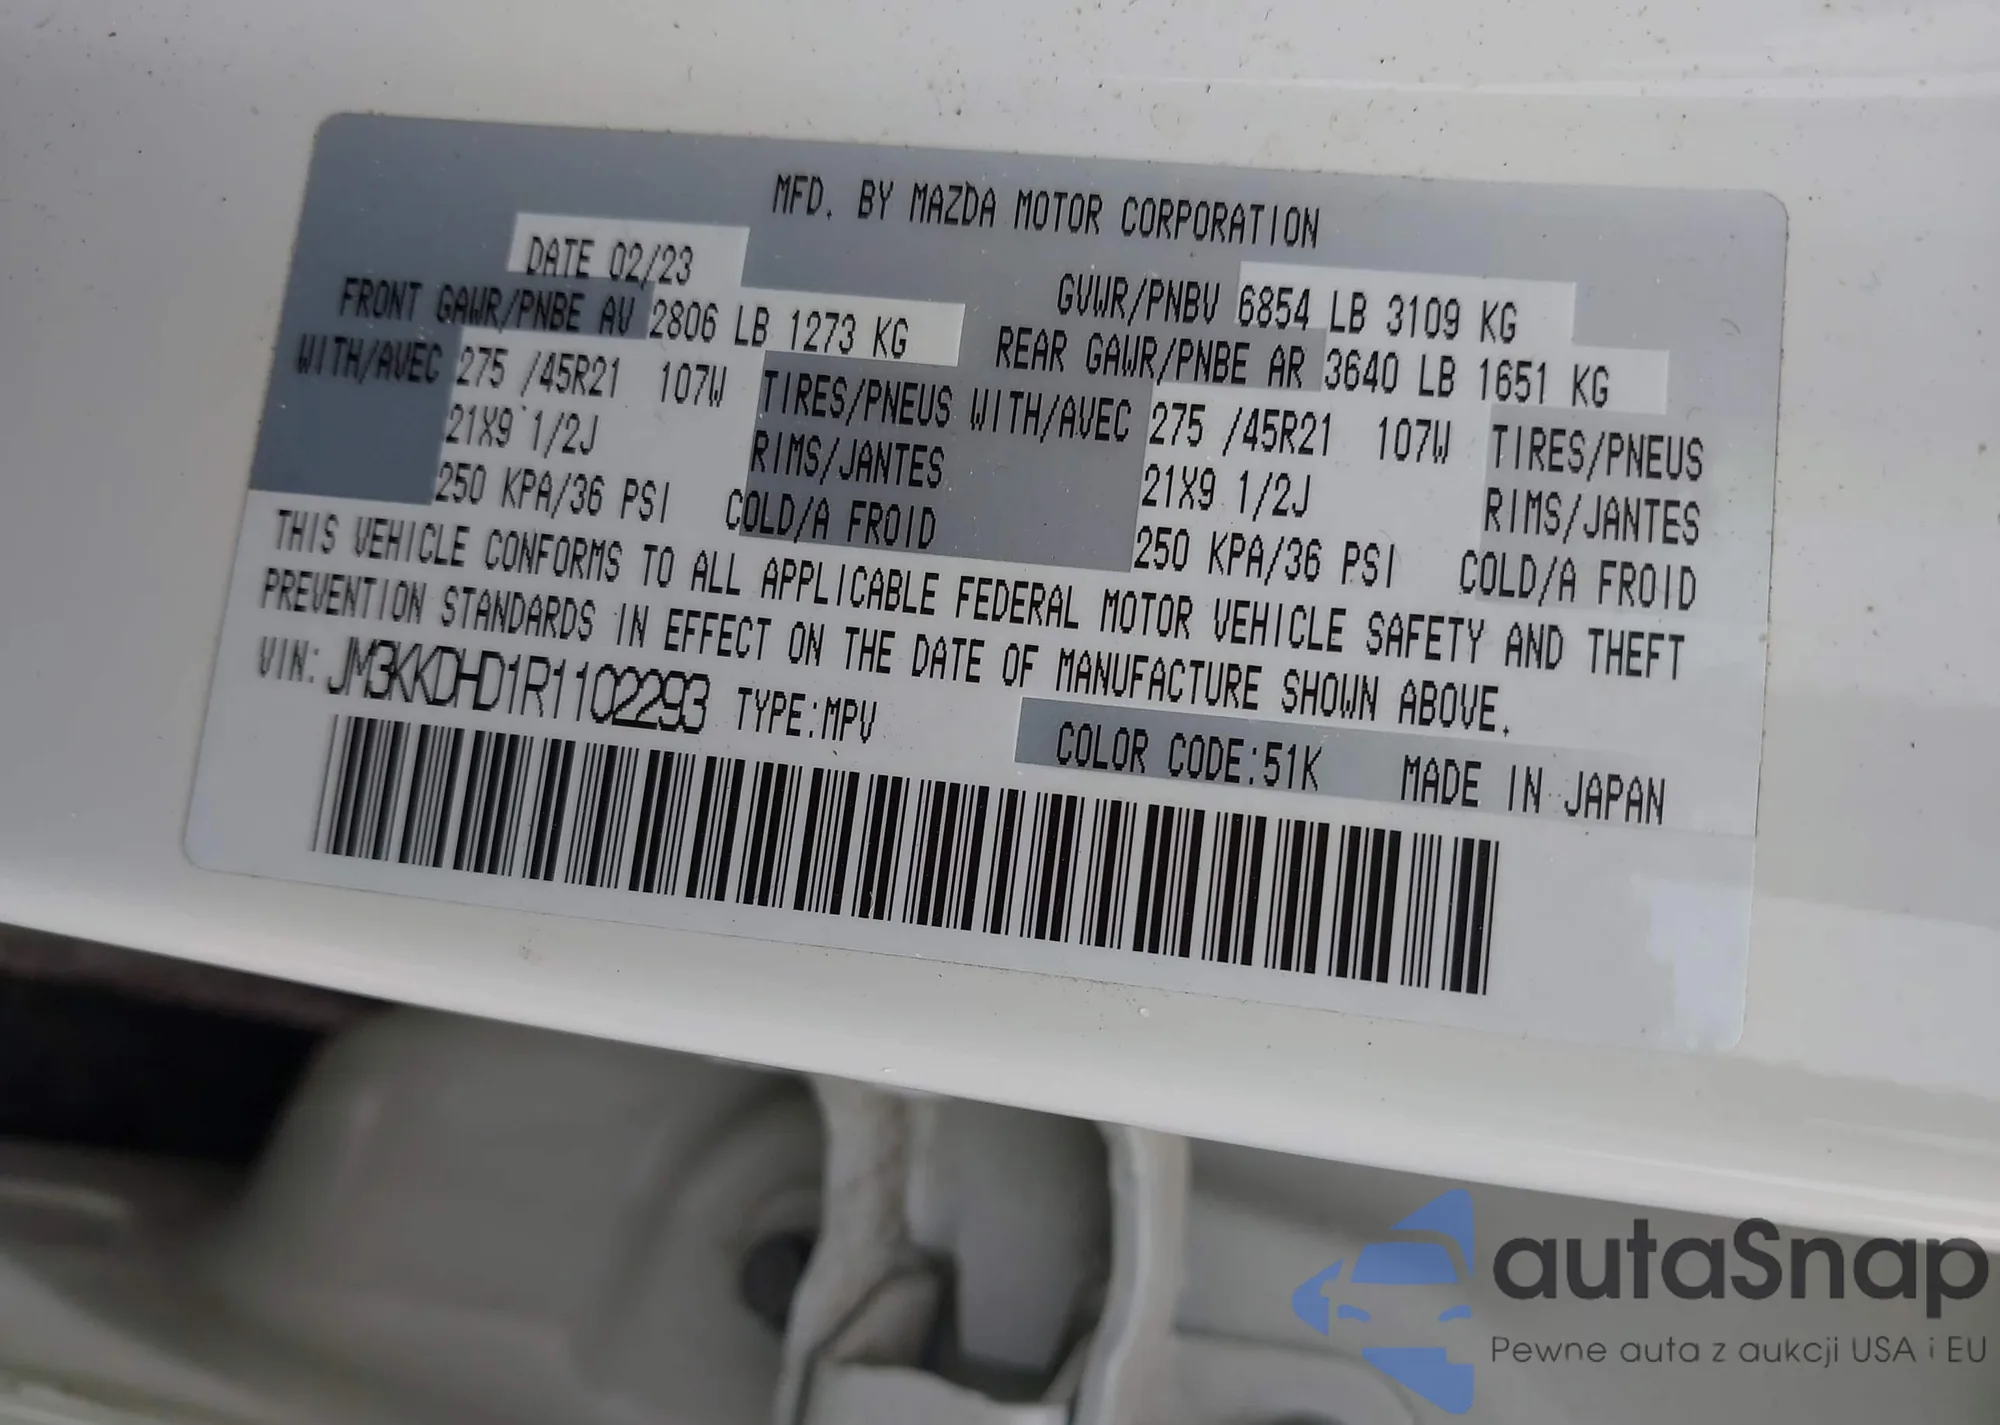 MFD. BY MAZDA MOTOR CORPORATION
DATE 02/23 GVWR/PNBV 6854 LB 3109 KG
FRONT GAWR/PNBE AV 2806 LB 1273 KG REAR GAWR/PNBE AR 3640 LB 1651 KG
WITH/AVEC 275 /45R21 107W TIRES/PNEUS WITH/AVEC 275 /45R21 107W TIRES/PNEUS
21X9 1/2J RIMS/JANTES 21X9 1/2J RIMS/JANTES
250 KPA/36 PSI COLD/A FROID 250 KPA/36 PSI COLD/A FROID
THIS VEHICLE CONFORMS TO ALL APPLICABLE FEDERAL MOTOR VEHICLE SAFETY AND THEFT
PREVENTION STANDARDS IN EFFECT ON THE DATE OF MANUFACTURE SHOWN ABOVE.
VIN: JM3KKDHD1R1102293 TYPE:MPV
COLOR CODE:51K MADE IN JAPAN
autaSnap
Pewne auta z aukcji USA i EU